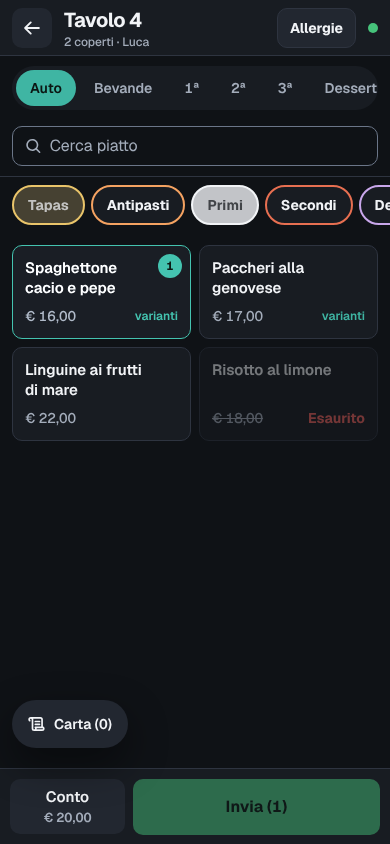 Tavolo 4
2 coperti · Luca
Allergie
Auto
Bevande
1ª
2ª
3ª
Dessert
Cerca piatto
Tapas
Antipasti
Primi
Secondi
De
Spaghettone
cacio e pepe
1
€ 16,00
varianti
Paccheri alla
genovese
€ 17,00
varianti
Linguine ai frutti
di mare
€ 22,00
Risotto al limone
€ 18,00
Esaurito
Carta (0)
Conto
€ 20,00
Invia (1)